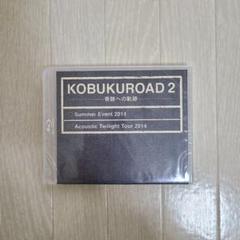 KOBUKUROAD 2
奇跡への軌跡
Summer Event 2014
Acoustic Twilight Tour 2014